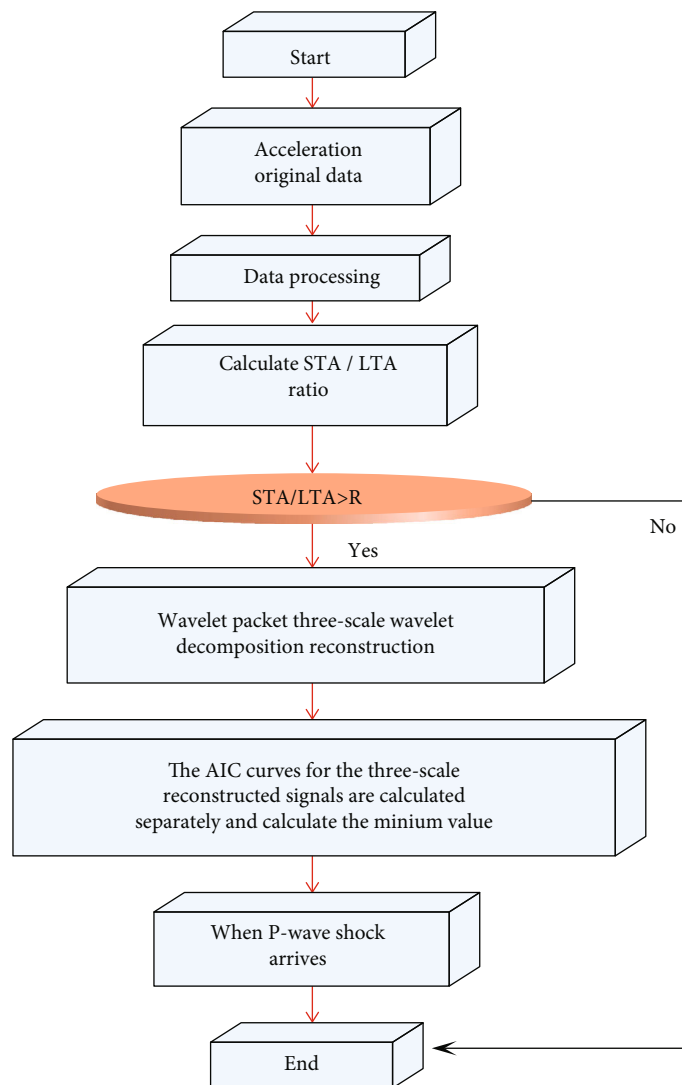 Start
Acceleration
original data
Data processing
Calculate STA / LTA
ratio
STA/LTA>R
No
Yes
Wavelet packet three-scale wavelet
decomposition reconstruction
The AIC curves for the three-scale
reconstructed signals are calculated
separately and calculate the minium value
When P-wave shock
arrives
End